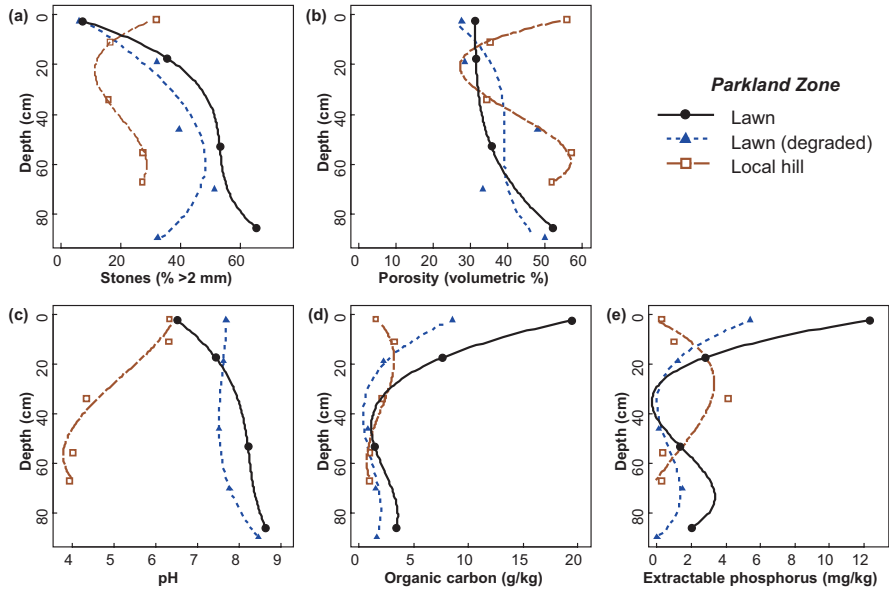 (a)
0
20
40
60
80
Depth (cm)
0 20 40 60
Stones (% >2 mm)
(b)
0
20
40
60
80
Depth (cm)
0 10 20 30 40 50 60
Porosity (volumetric %)
Parkland Zone
Lawn
Lawn (degraded)
Local hill
(c)
0
20
40
60
80
Depth (cm)
4 5 6 7 8 9
pH
(d)
0
20
40
60
80
Depth (cm)
0 5 10 15 20
Organic carbon (g/kg)
(e)
0
20
40
60
80
Depth (cm)
0 2 4 6 8 10 12
Extractable phosphorus (mg/kg)